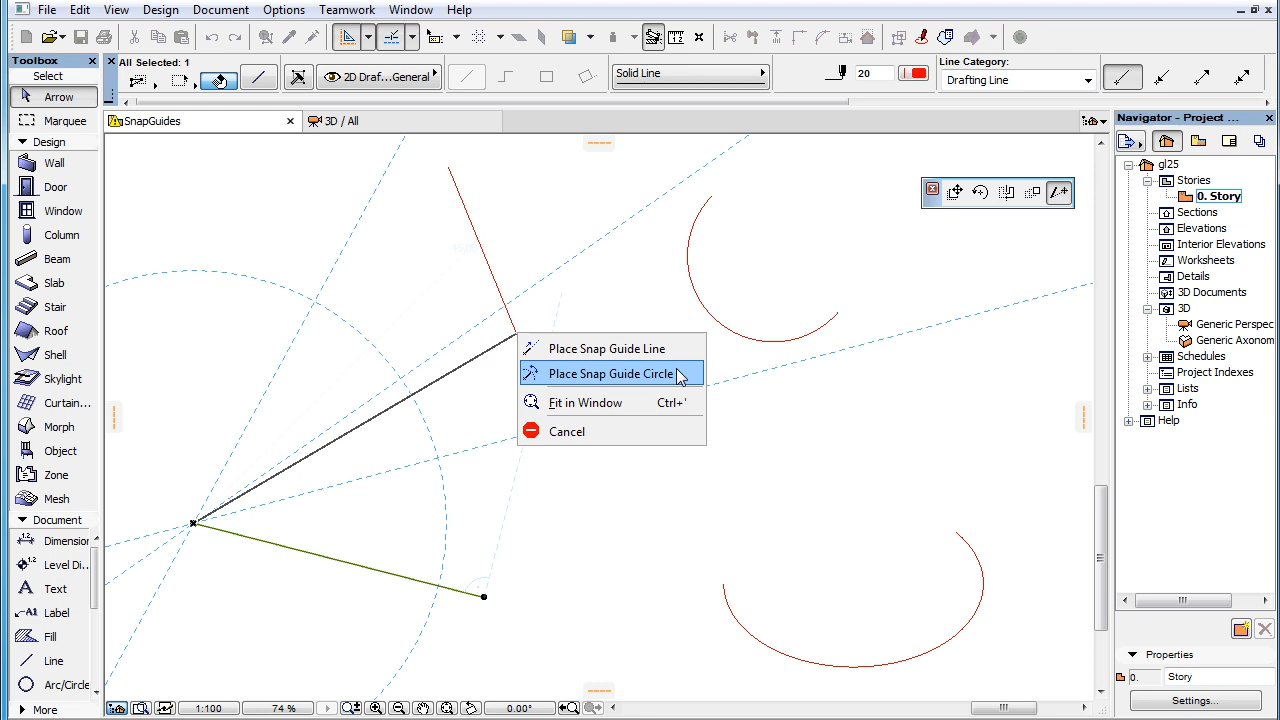 File Edit View Design Document Options Teamwork Window Help
Toolbox
Select
Arrow
Marquee
Design
Wall
Door
Window
Column
Beam
Slab
Stair
Roof
Shell
Skylight
Curtain...
Morph
Object
Zone
Mesh
Document
Dimension
Level Di...
Text
Label
Fill
Line
Arc/Circle
More
All Selected: 1
2D Draf...General
Solid Line
20
Line Category:
Drafting Line
SnapGuides
3D / All
Place Snap Guide Line
Place Snap Guide Circle
Fit in Window Ctrl+'
Cancel
1:100
74 %
0.00°
Navigator - Project ...
gl25
Stories
0. Story
Sections
Elevations
Interior Elevations
Worksheets
Details
3D Documents
3D
Generic Perspec
Generic Axonom
Schedules
Project Indexes
Lists
Info
Help
Properties
0. Story
Settings...